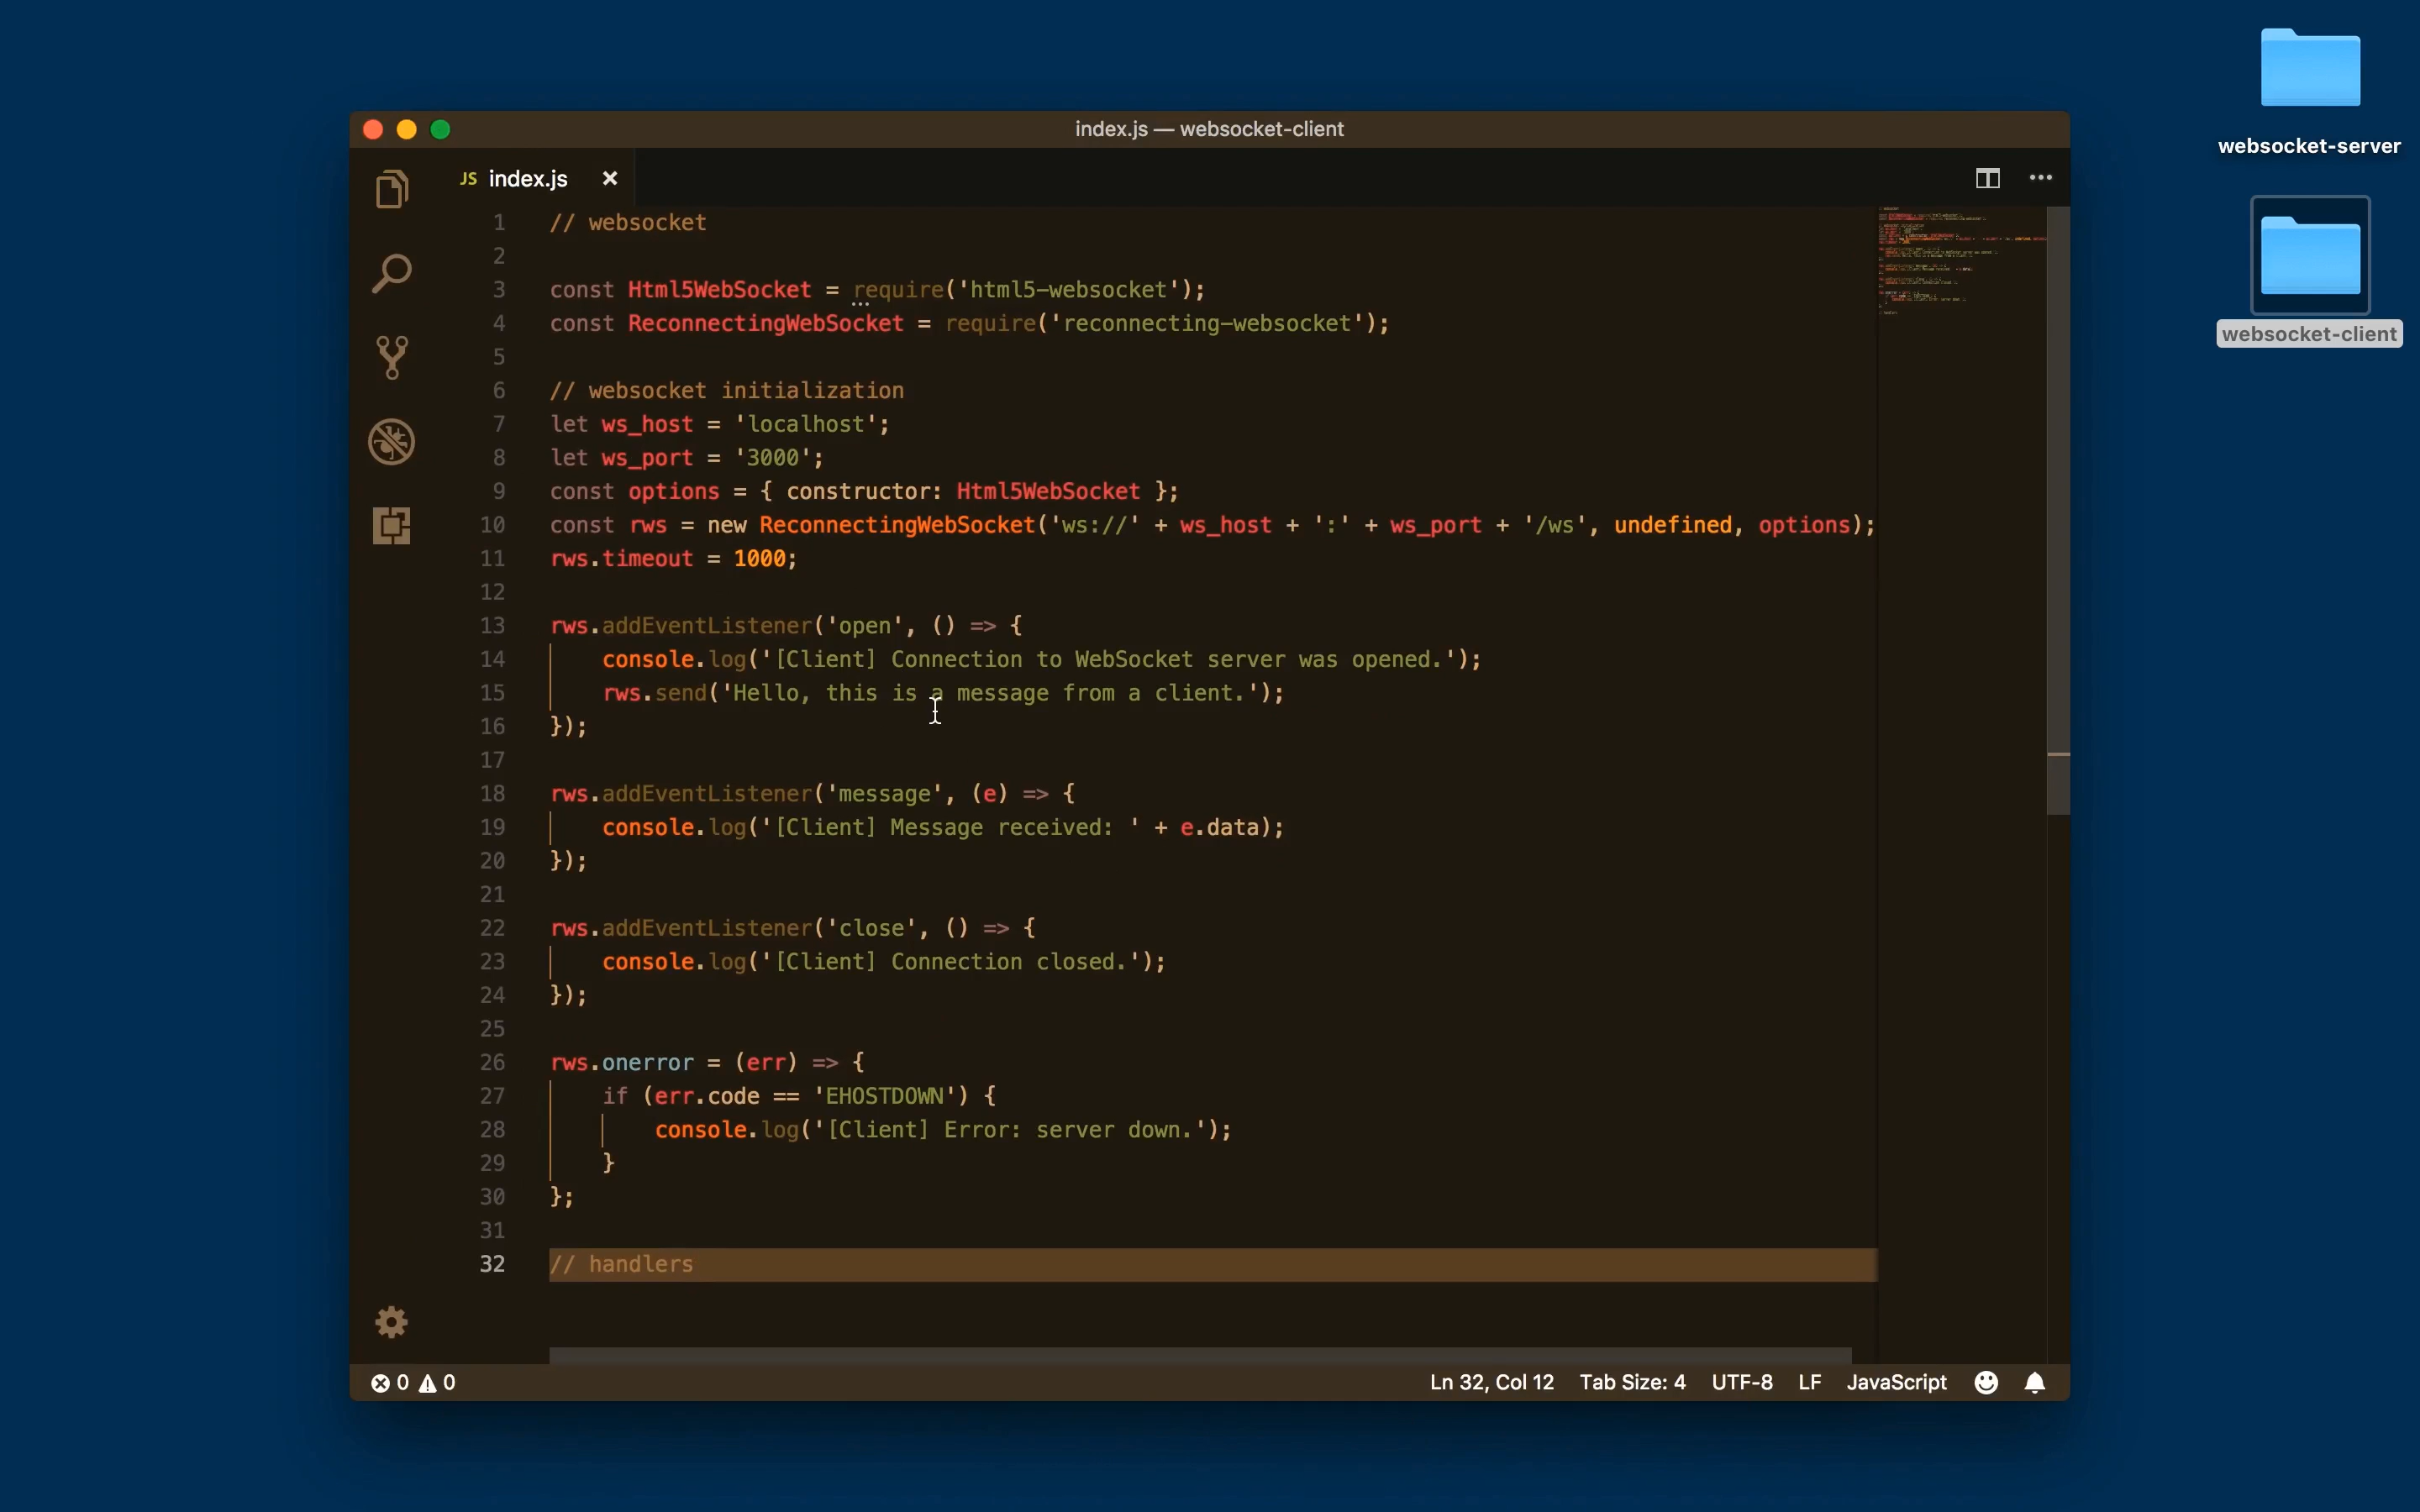 index.js — websocket-client
websocket-server
websocket-client
JS index.js
1 // websocket
2
3 const Html5WebSocket = require('html5-websocket');
4 const ReconnectingWebSocket = require('reconnecting-websocket');
5
6 // websocket initialization
7 let ws_host = 'localhost';
8 let ws_port = '3000';
9 const options = { constructor: Html5WebSocket };
10 const rws = new ReconnectingWebSocket('ws://' + ws_host + ':' + ws_port + '/ws', undefined, options);
11 rws.timeout = 1000;
12
13 rws.addEventListener('open', () => {
14     console.log('[Client] Connection to WebSocket server was opened.');
15     rws.send('Hello, this is a message from a client.');
16 });
17
18 rws.addEventListener('message', (e) => {
19     console.log('[Client] Message received: ' + e.data);
20 });
21
22 rws.addEventListener('close', () => {
23     console.log('[Client] Connection closed.');
24 });
25
26 rws.onerror = (err) => {
27     if (err.code == 'EHOSTDOWN') {
28         console.log('[Client] Error: server down.');
29     }
30 };
31
32 // handlers
0 0 Ln 32, Col 12 Tab Size: 4 UTF-8 LF JavaScript